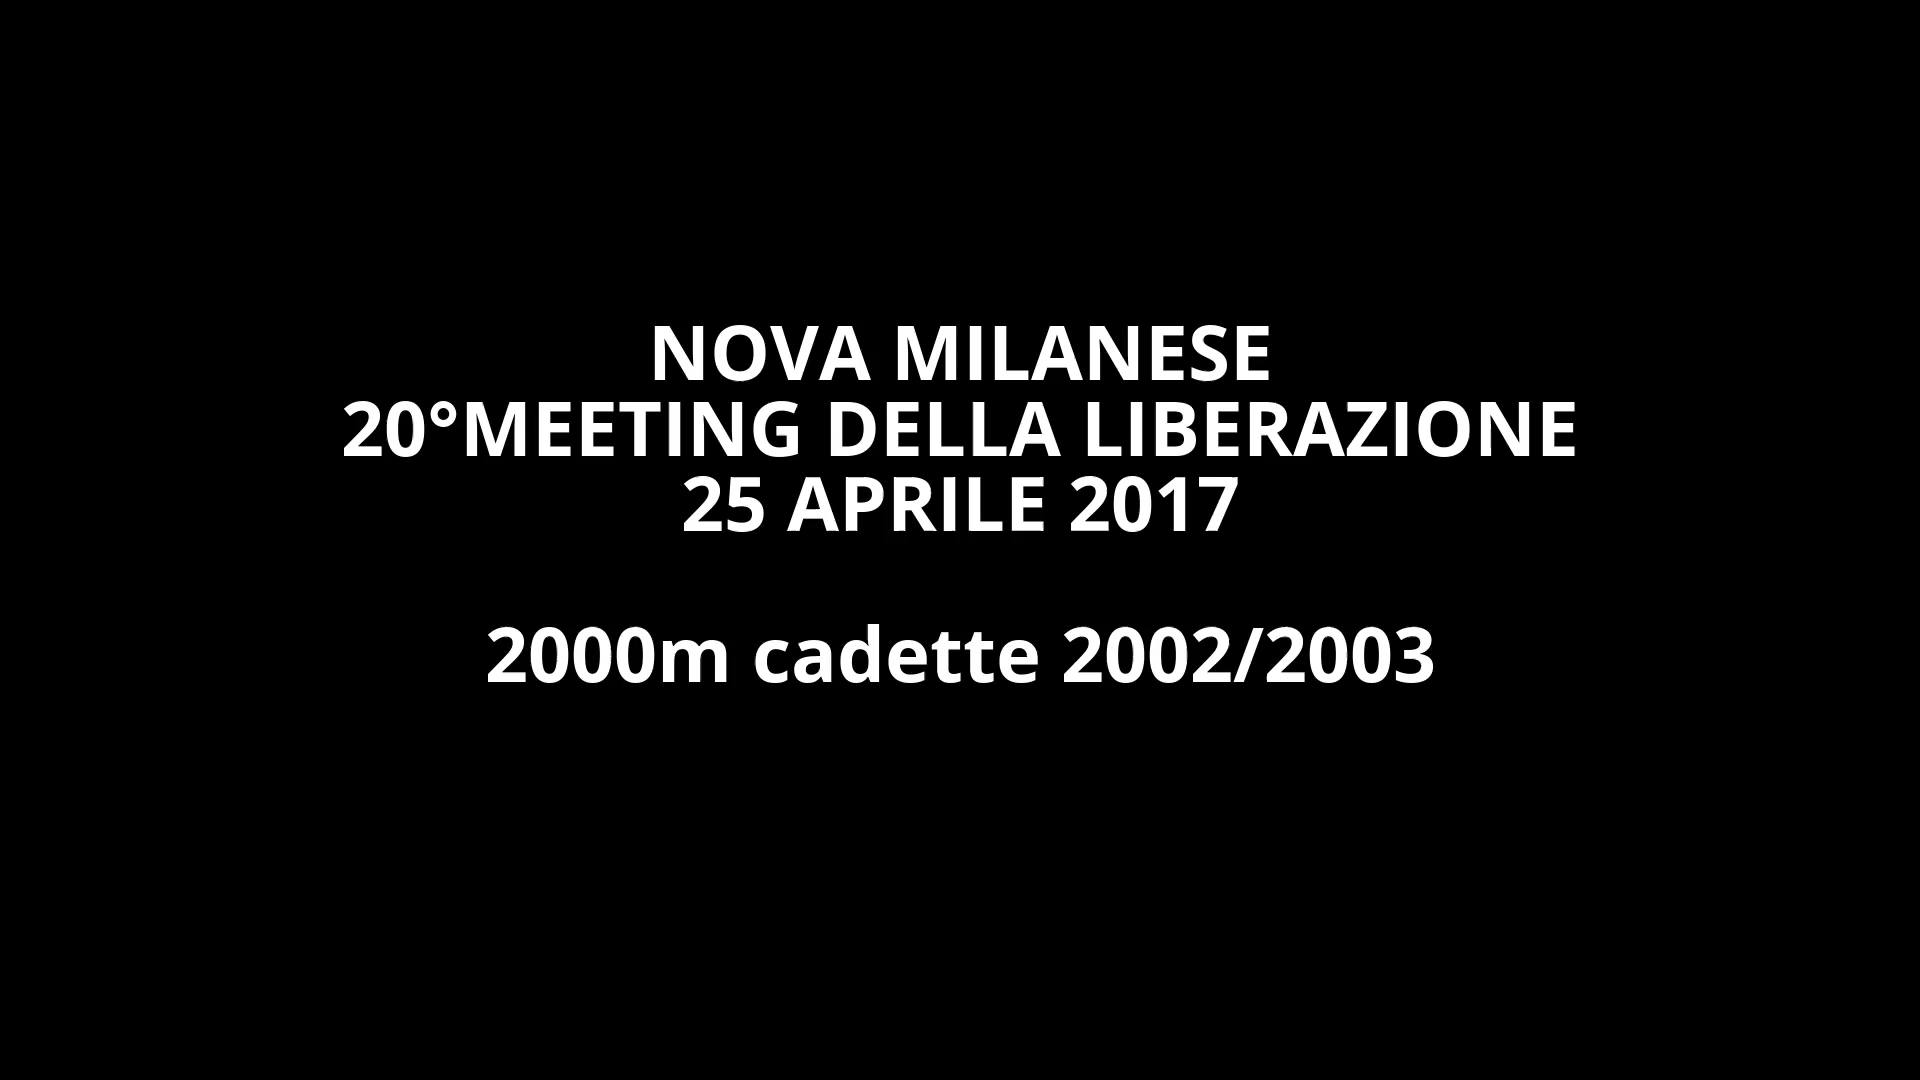 NOVA MILANESE
20°MEETING DELLA LIBERAZIONE
25 APRILE 2017
2000m cadette 2002/2003